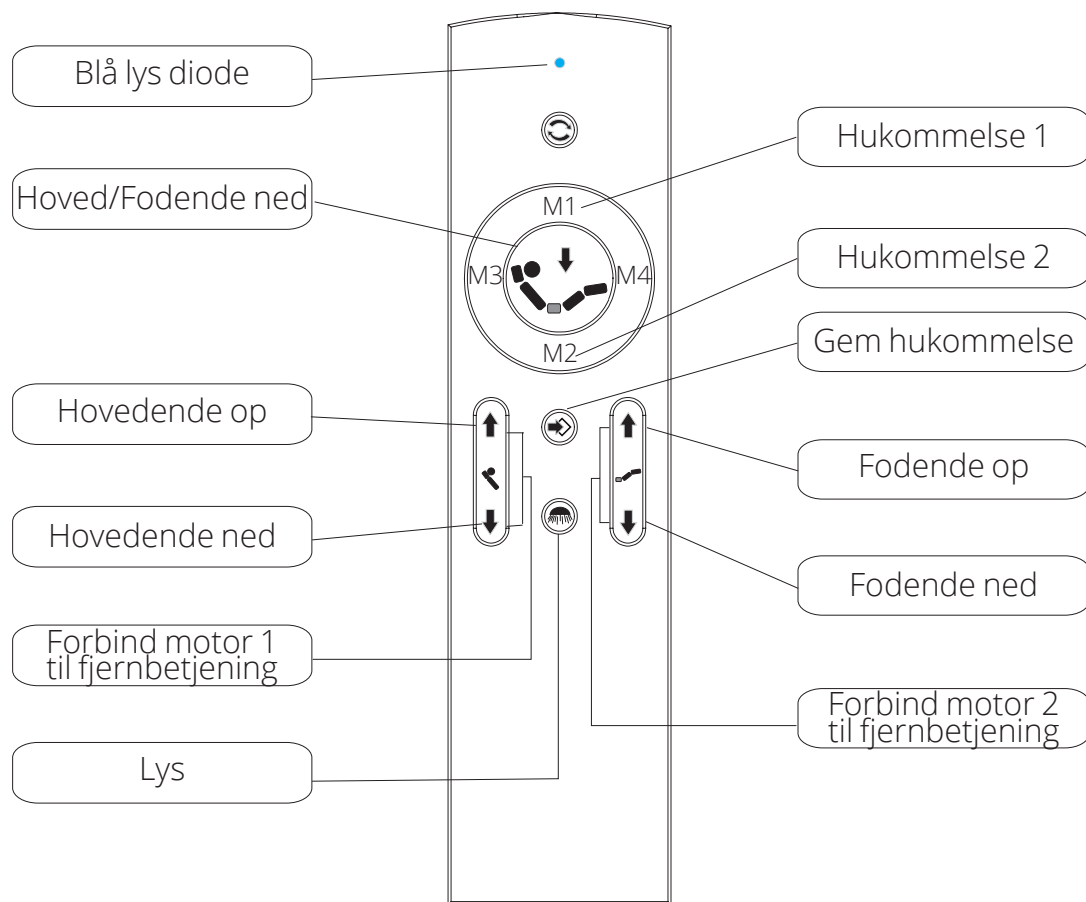 Blå lys diode
Hukommelse 1
Hoved/Fodende ned
M1
Hukommelse 2
M3
M4
M2
Gem hukommelse
Hovedende op
Fodende op
Hovedende ned
Fodende ned
Forbind motor 1
til fjernbetjening
Forbind motor 2
til fjernbetjening
Lys